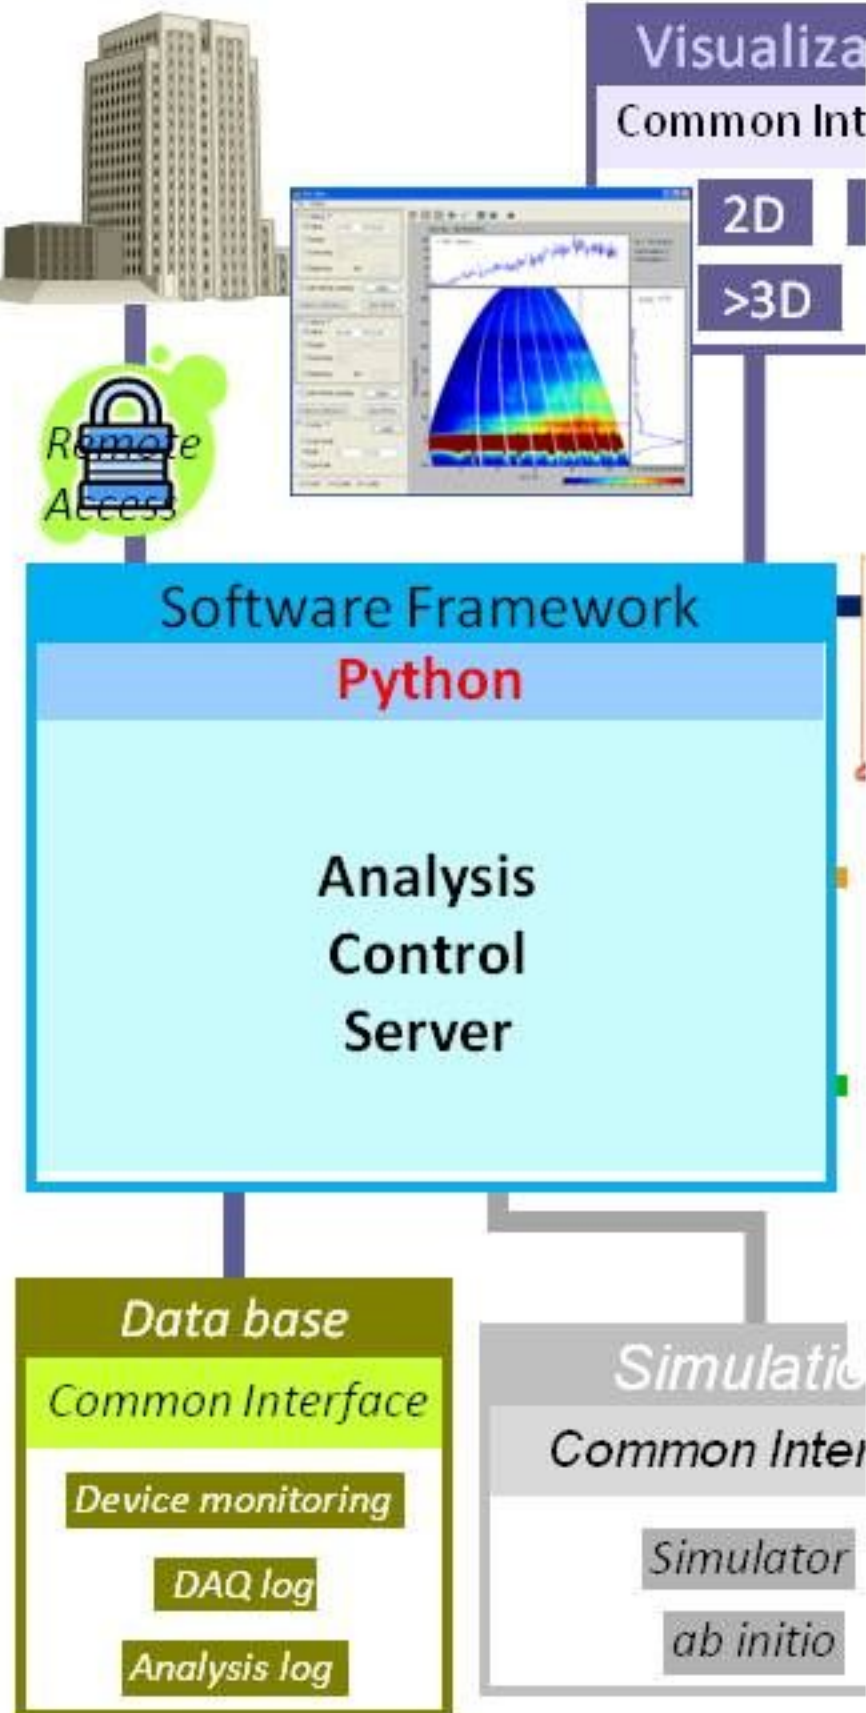 Visualiza
Common Int
2D
>3D
Remote
Access
Software Framework
Python
Analysis
Control
Server
Data base
Common Interface
Device monitoring
DAQ log
Analysis log
Simulatio
Common Inter
Simulator
ab initio